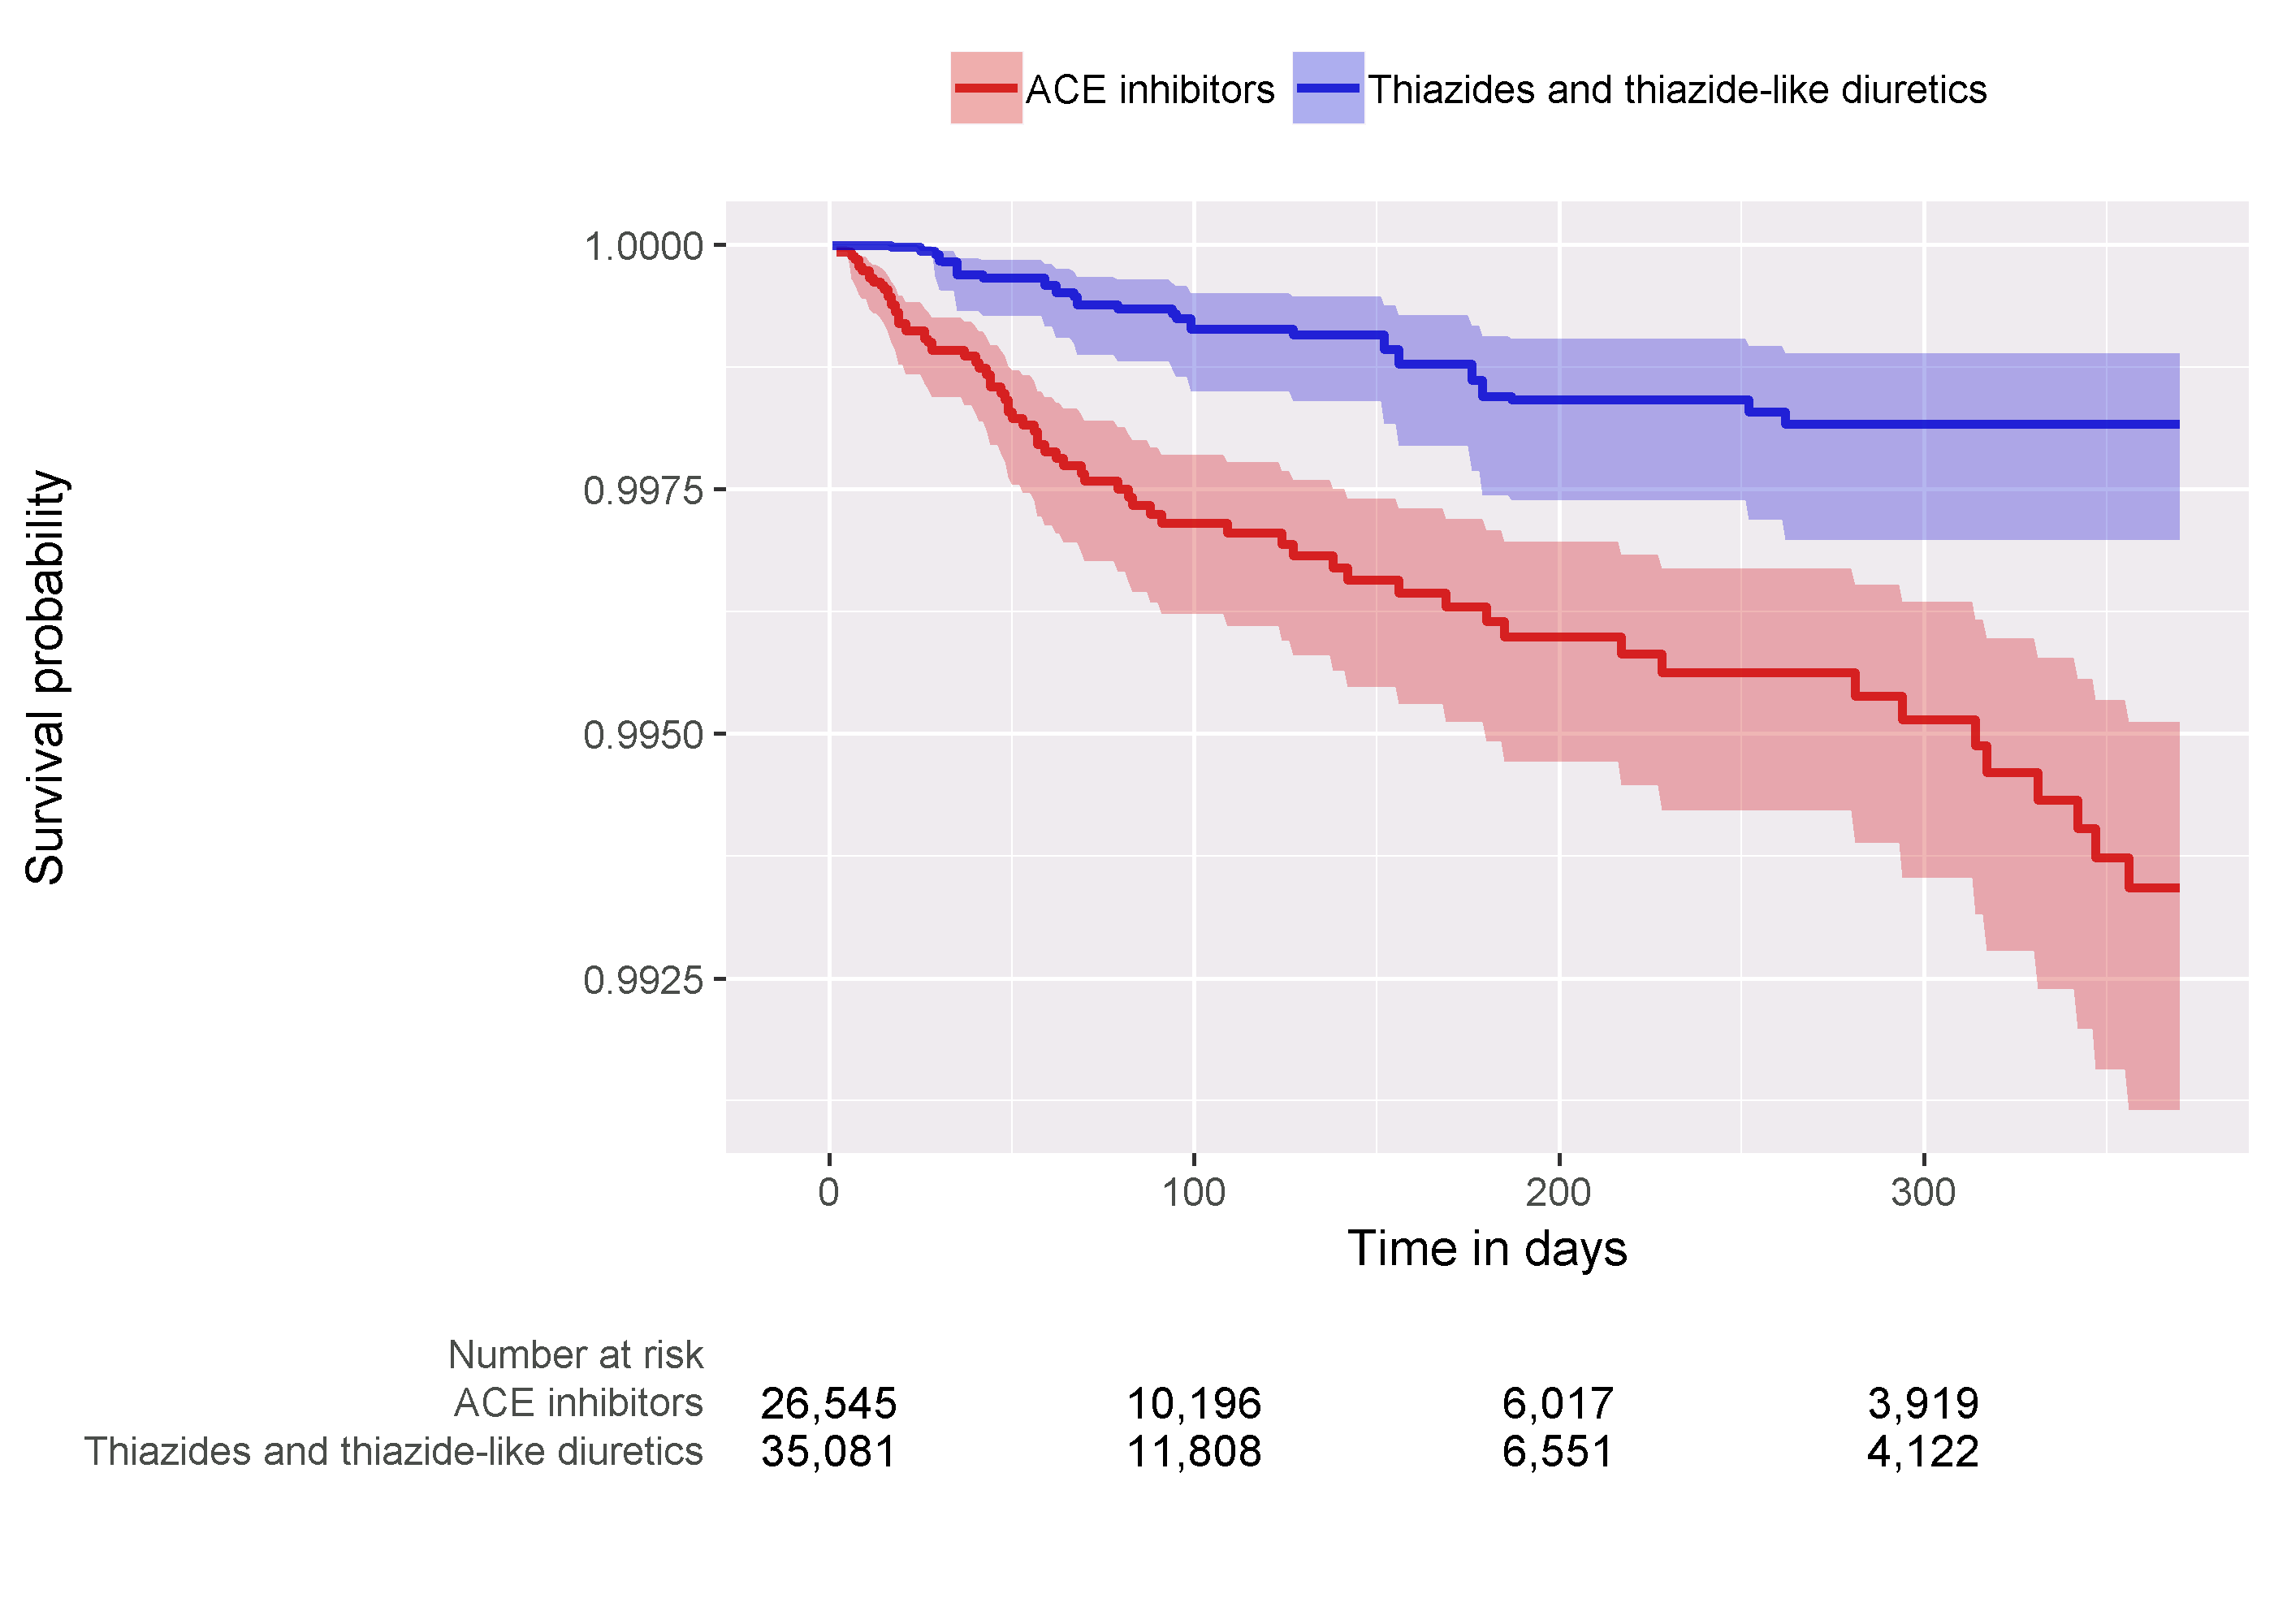 ACE inhibitors Thiazides and thiazide-like diuretics
Survival probability
1.0000
0.9975
0.9950
0.9925
0 100 200 300
Time in days
Number at risk
ACE inhibitors 26,545 10,196 6,017 3,919
Thiazides and thiazide-like diuretics 35,081 11,808 6,551 4,122